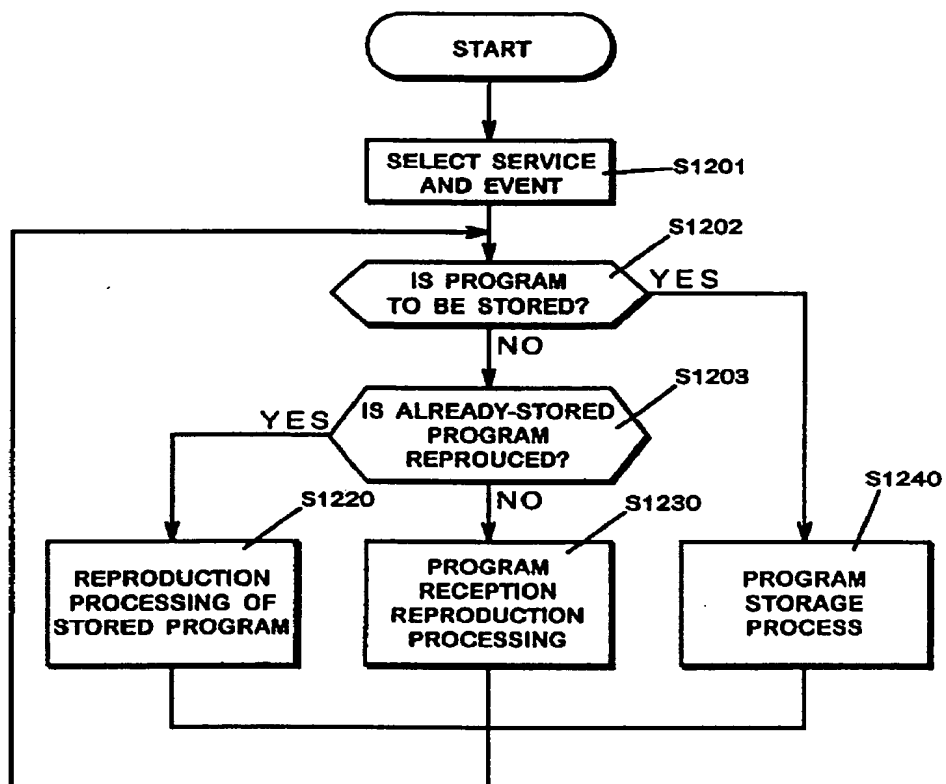 START
SELECT SERVICE
AND EVENT
S1201
S1202
IS PROGRAM
TO BE STORED?
YES
NO
S1203
IS ALREADY-STORED
PROGRAM
REPROUCED?
YES
NO
S1220
S1230
S1240
REPRODUCTION
PROCESSING OF
STORED PROGRAM
PROGRAM
RECEPTION
REPRODUCTION
PROCESSING
PROGRAM
STORAGE
PROCESS